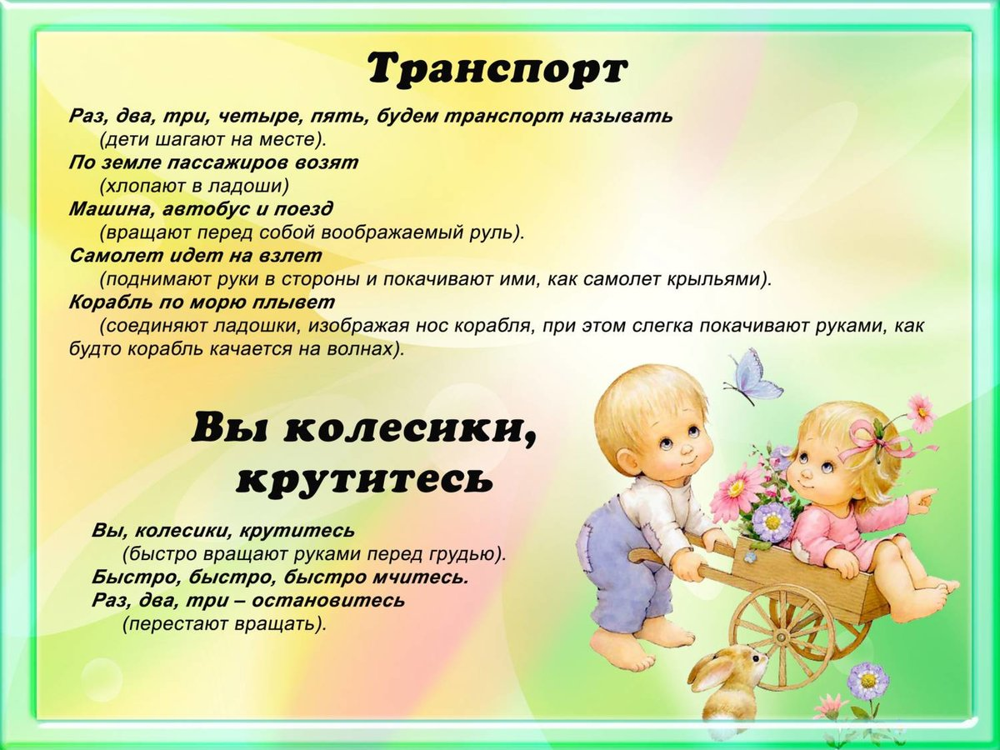 Транспорт
Раз, два, три, четыре, пять, будем транспорт называть
(дети шагают на месте).
По земле пассажиров возят
(хлопают в ладоши)
Машина, автобус и поезд
(вращают перед собой воображаемый руль).
Самолет идет на взлет
(поднимают руки в стороны и покачивают ими, как самолет крыльями).
Корабль по морю плывет
(соединяют ладошки, изображая нос корабля, при этом слегка покачивают руками, как
будто корабль качается на волнах).
Вы колесики,
крутитесь
Вы, колесики, крутитесь
(быстро вращают руками перед грудью).
Быстро, быстро, быстро мчитесь.
Раз, два, три – остановитесь
(перестают вращать).